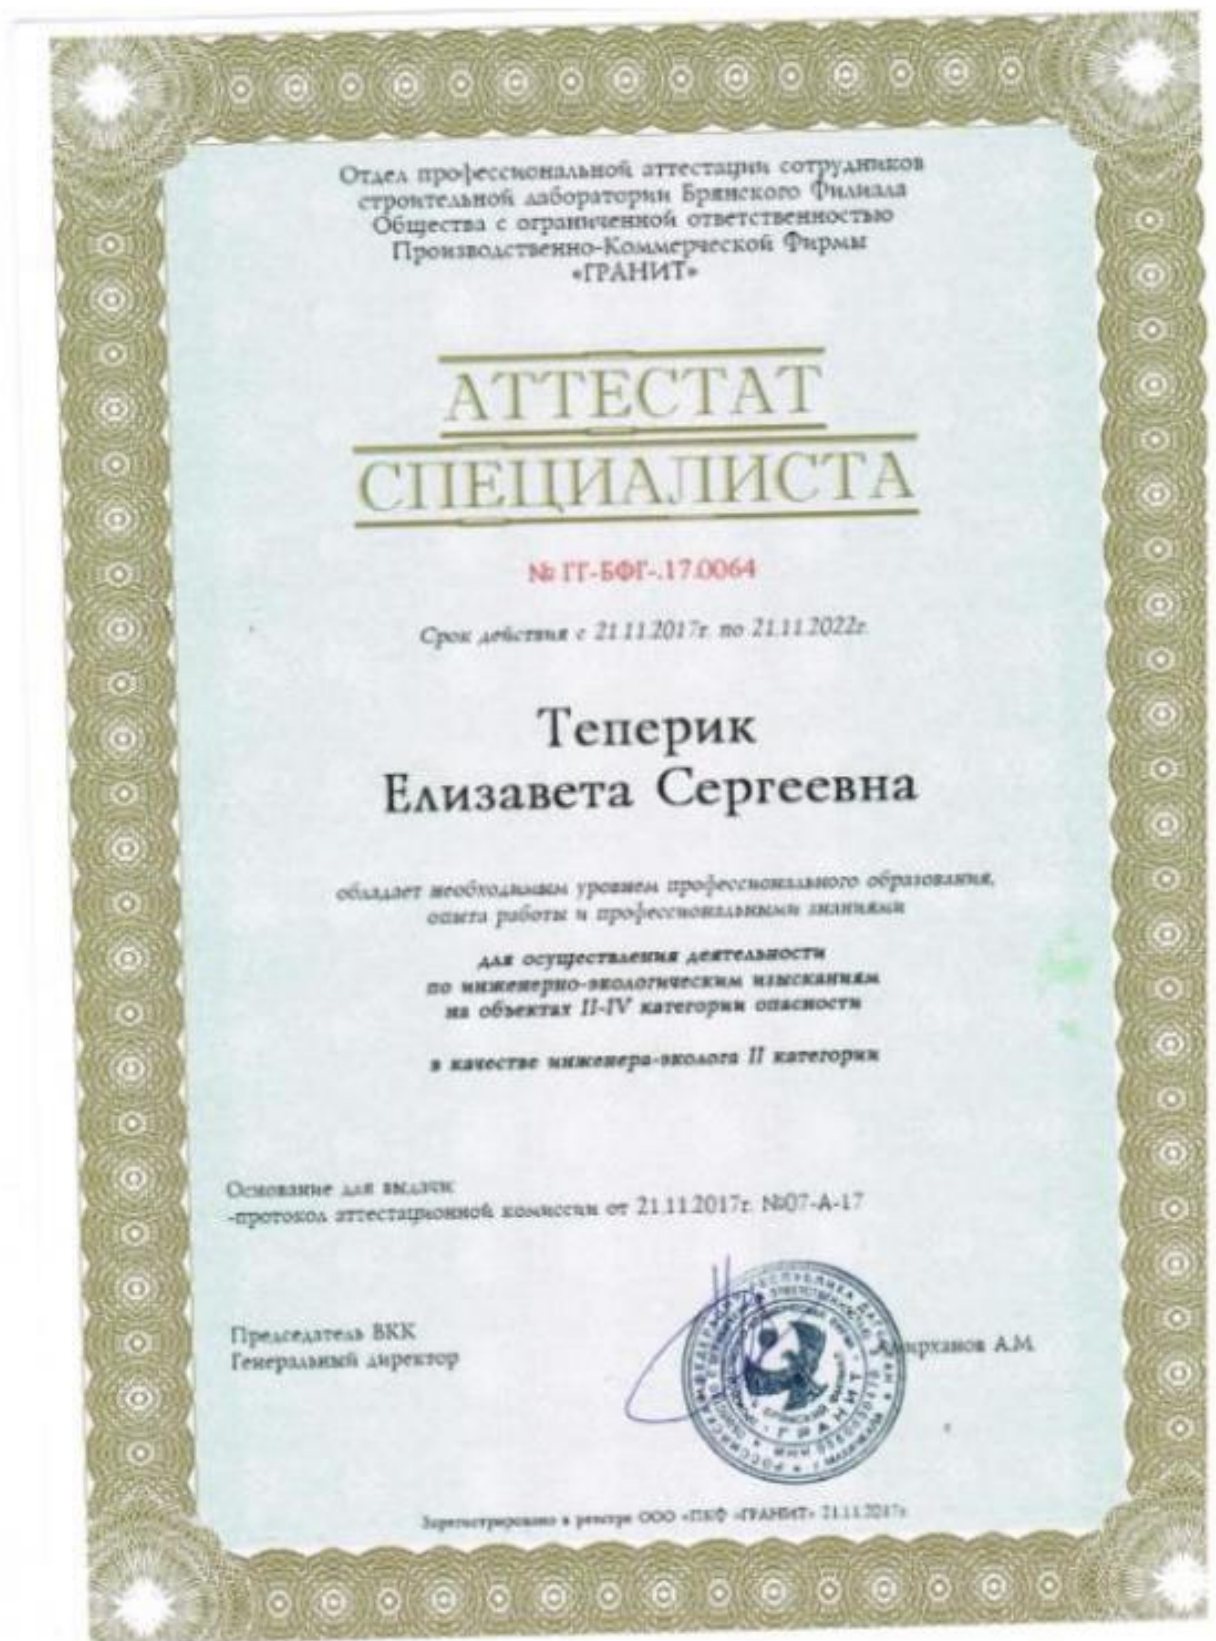 Отдел профессиональной аттестации сотрудников
строительной лаборатории Брянского Филиала
Общества с ограниченной ответственностью
Производственно-Коммерческой Фирмы
«ГРАНИТ»
АТТЕСТАТ
СПЕЦИАЛИСТА
№ ГГ-БФГ-.17.0064
Срок действия с 21.11.2017г. по 21.11.2022г.
Теперик
Елизавета Сергеевна
обладает необходимым уровнем профессионального образования,
опыта работы и профессиональными знаниями
для осуществления деятельности
по инженерно-экологическим изысканиям
на объектах II-IV категории опасности
в качестве инженера-эколога II категории
Основание для выдачи:
-протокол аттестационной комиссии от 21.11.2017г. №07-А-17
Председатель ВКК
Генеральный директор
А.М.
БРЯНСКИЙ ФИЛИАЛ
ГРАНИТ
Зарегистрировано в реестре ООО «ПКФ «ГРАНИТ» 21.11.2017г.